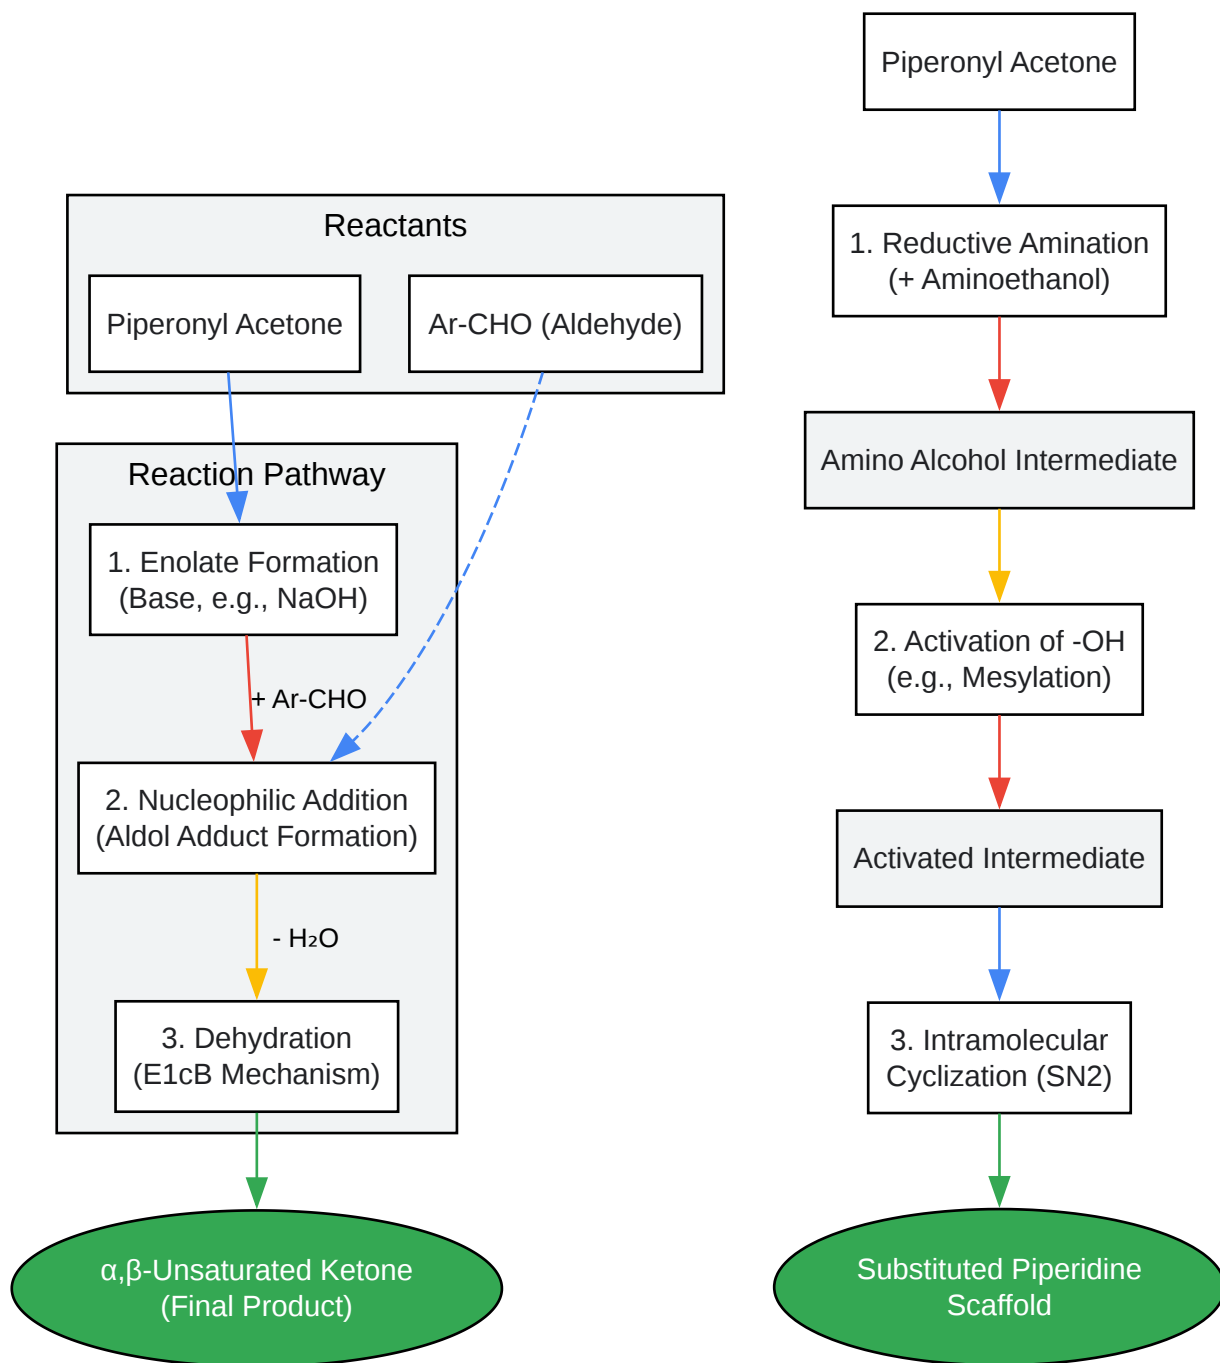 Reactants
Piperonyl Acetone
Ar-CHO (Aldehyde)
Reaction Pathway
1. Enolate Formation
(Base, e.g., NaOH)
+ Ar-CHO
2. Nucleophilic Addition
(Aldol Adduct Formation)
- H₂O
3. Dehydration
(E1cB Mechanism)
α,β-Unsaturated Ketone
(Final Product)
Piperonyl Acetone
1. Reductive Amination
(+ Aminoethanol)
Amino Alcohol Intermediate
2. Activation of -OH
(e.g., Mesylation)
Activated Intermediate
3. Intramolecular
Cyclization (SN2)
Substituted Piperidine
Scaffold